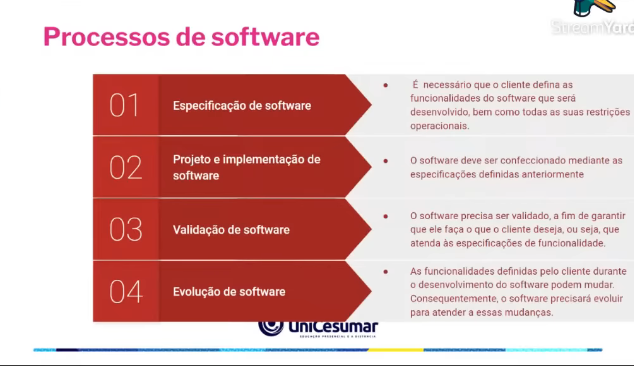 StreamYard
Processos de software
01
Especificação de software
• É necessário que o cliente defina as
funcionalidades do software que será
desenvolvido, bem como todas as suas restrições
operacionais.
02
Projeto e implementação de
software
• O software deve ser confeccionado mediante as
especificações definidas anteriormente
03
Validação de software
• O software precisa ser validado, a fim de garantir
que ele faça o que o cliente deseja, ou seja, que
atenda às especificações de funcionalidade.
04
Evolução de software
• As funcionalidades definidas pelo cliente durante
o desenvolvimento do software podem mudar.
Consequentemente, o software precisará evoluir
para atender a essas mudanças.
UniCesumar
EDUCAÇÃO PRESENCIAL E A DISTÂNCIA